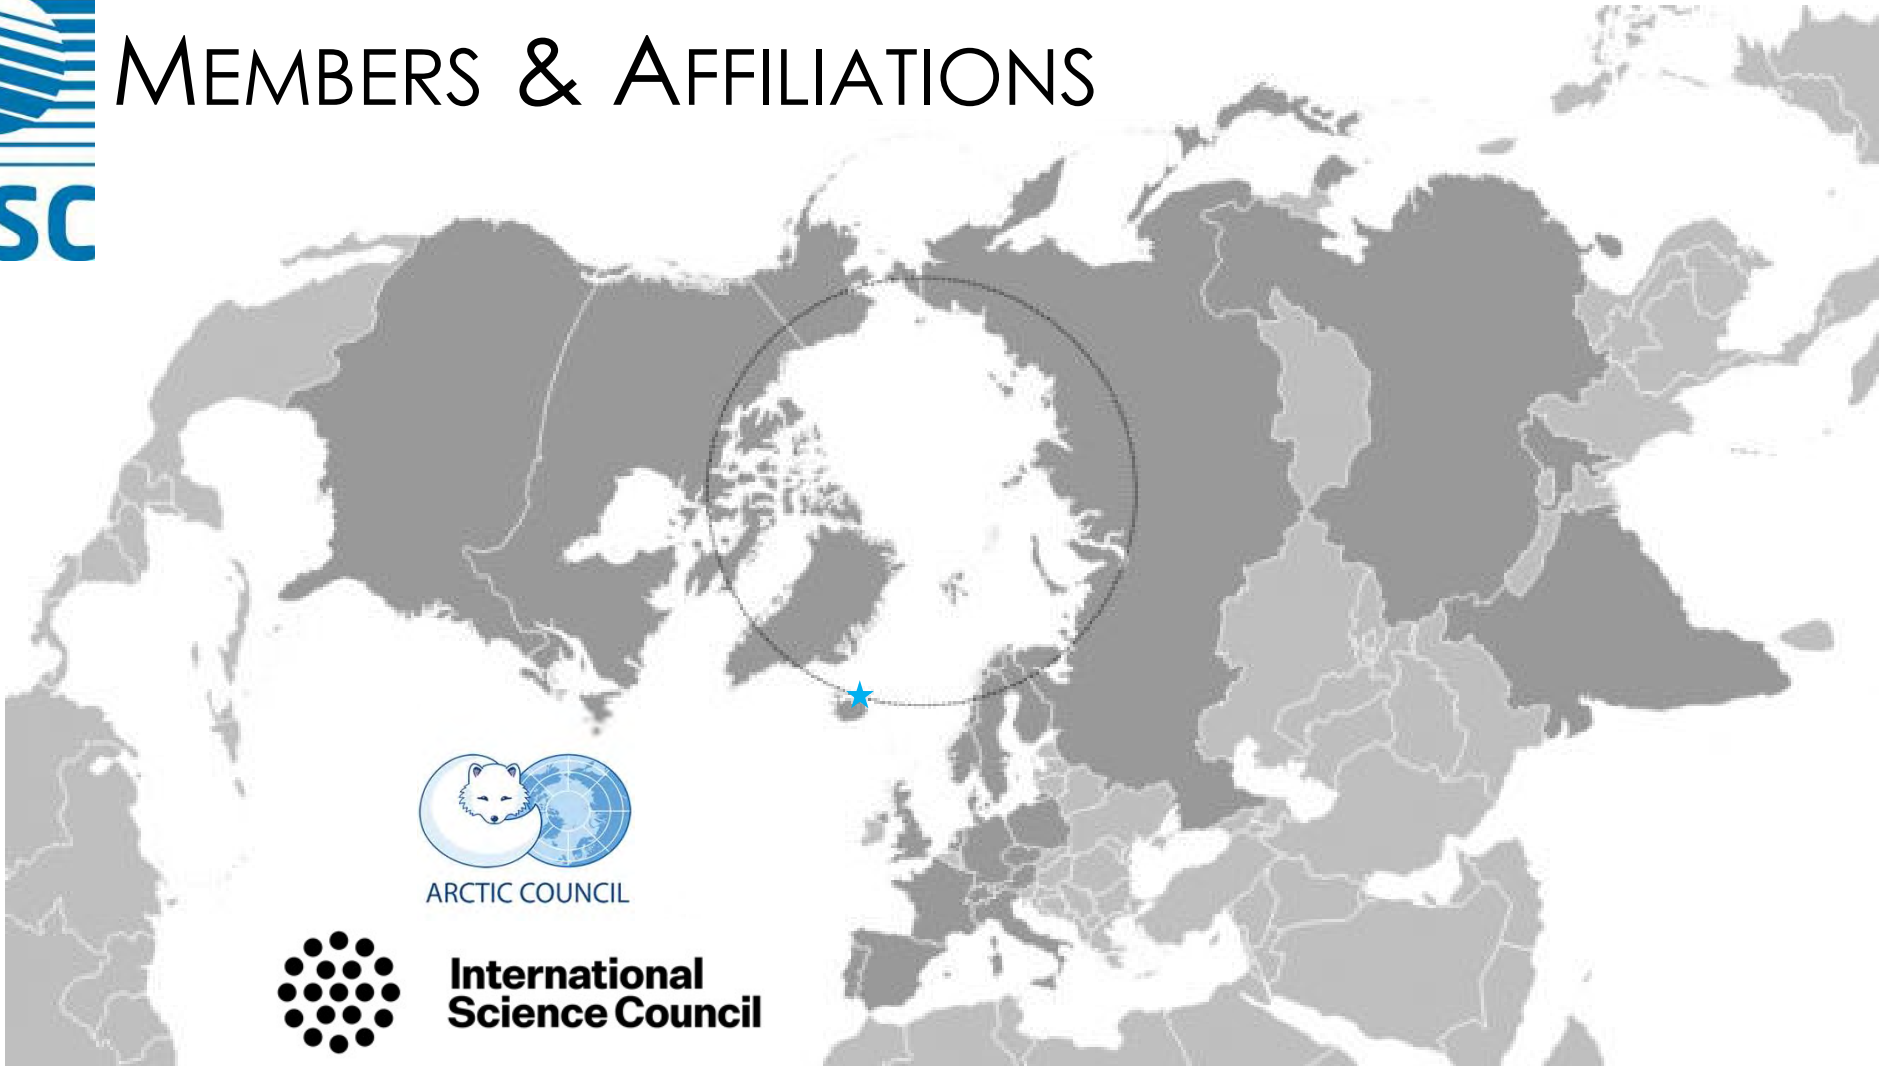 MEMBERS & AFFILIATIONS
SC
ARCTIC COUNCIL
International
Science Council